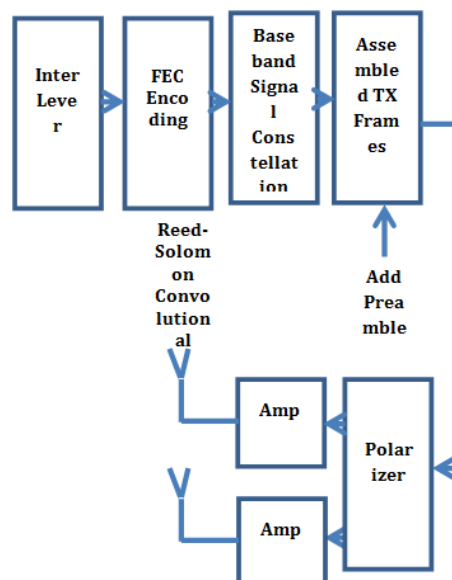 Inter
Leve
r
FEC
Enco
ding
Base
band
Signa
l
Cons
tellat
ion
Asse
mble
d TX
Fram
es
Reed-
Solom
on
Convo
lution
al
Add
Prea
mble
Amp
Polar
izer
Amp